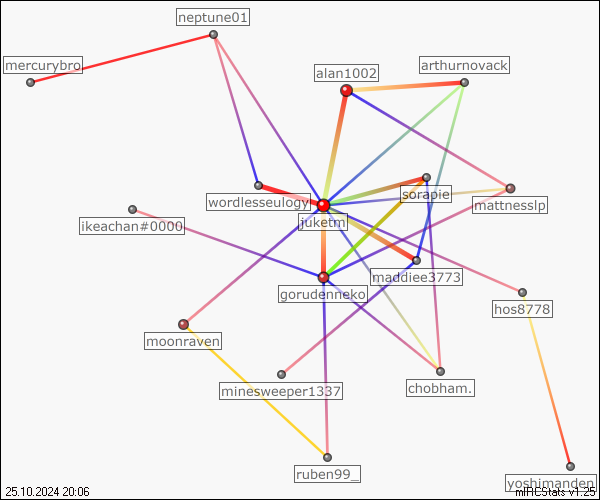 neptune01
mercurybro
alan1002
arthurnovack
wordlesseulogy
sorapie
mattnesslp
ikeachan#0000
juketm
maddiee3773
gorudenneko
hos8778
moonraven
minesweeper1337
chobham.
ruben99_
yoshimanden
25.10.2024 20:06
mIRCStats v1.25